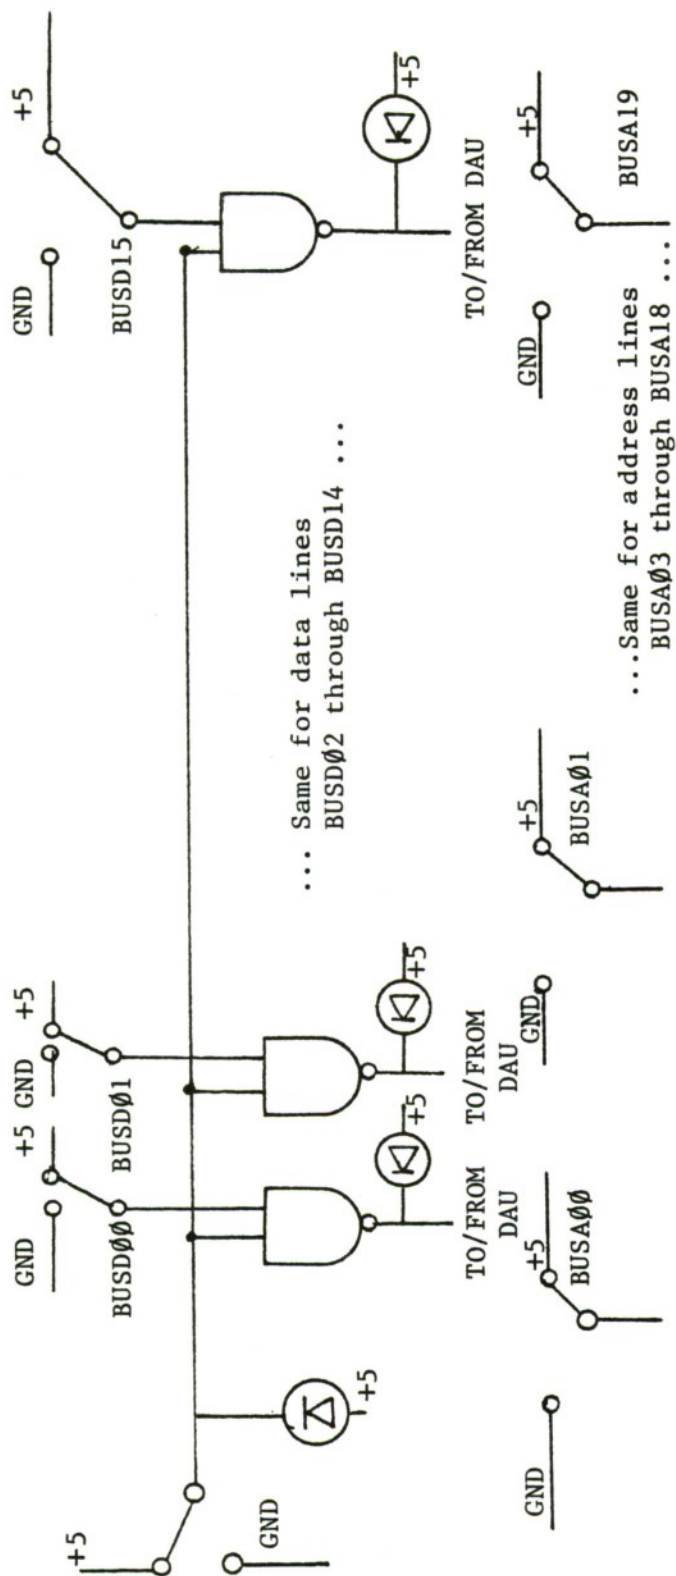 +5
GND
+5
GND
BUSDØØ
+5
GND
BUSDØ1
+5
GND
BUSD15
+5
+5
TO/FROM
DAU
+5
TO/FROM
DAU
... Same for data lines
BUSDØ2 through BUSD14 ...
+5
TO/FROM DAU
GND
+5
BUSAØØ
GND
+5
BUSAØ1
...Same for address lines
BUSAØ3 through BUSA18 ...
GND
+5
BUSA19